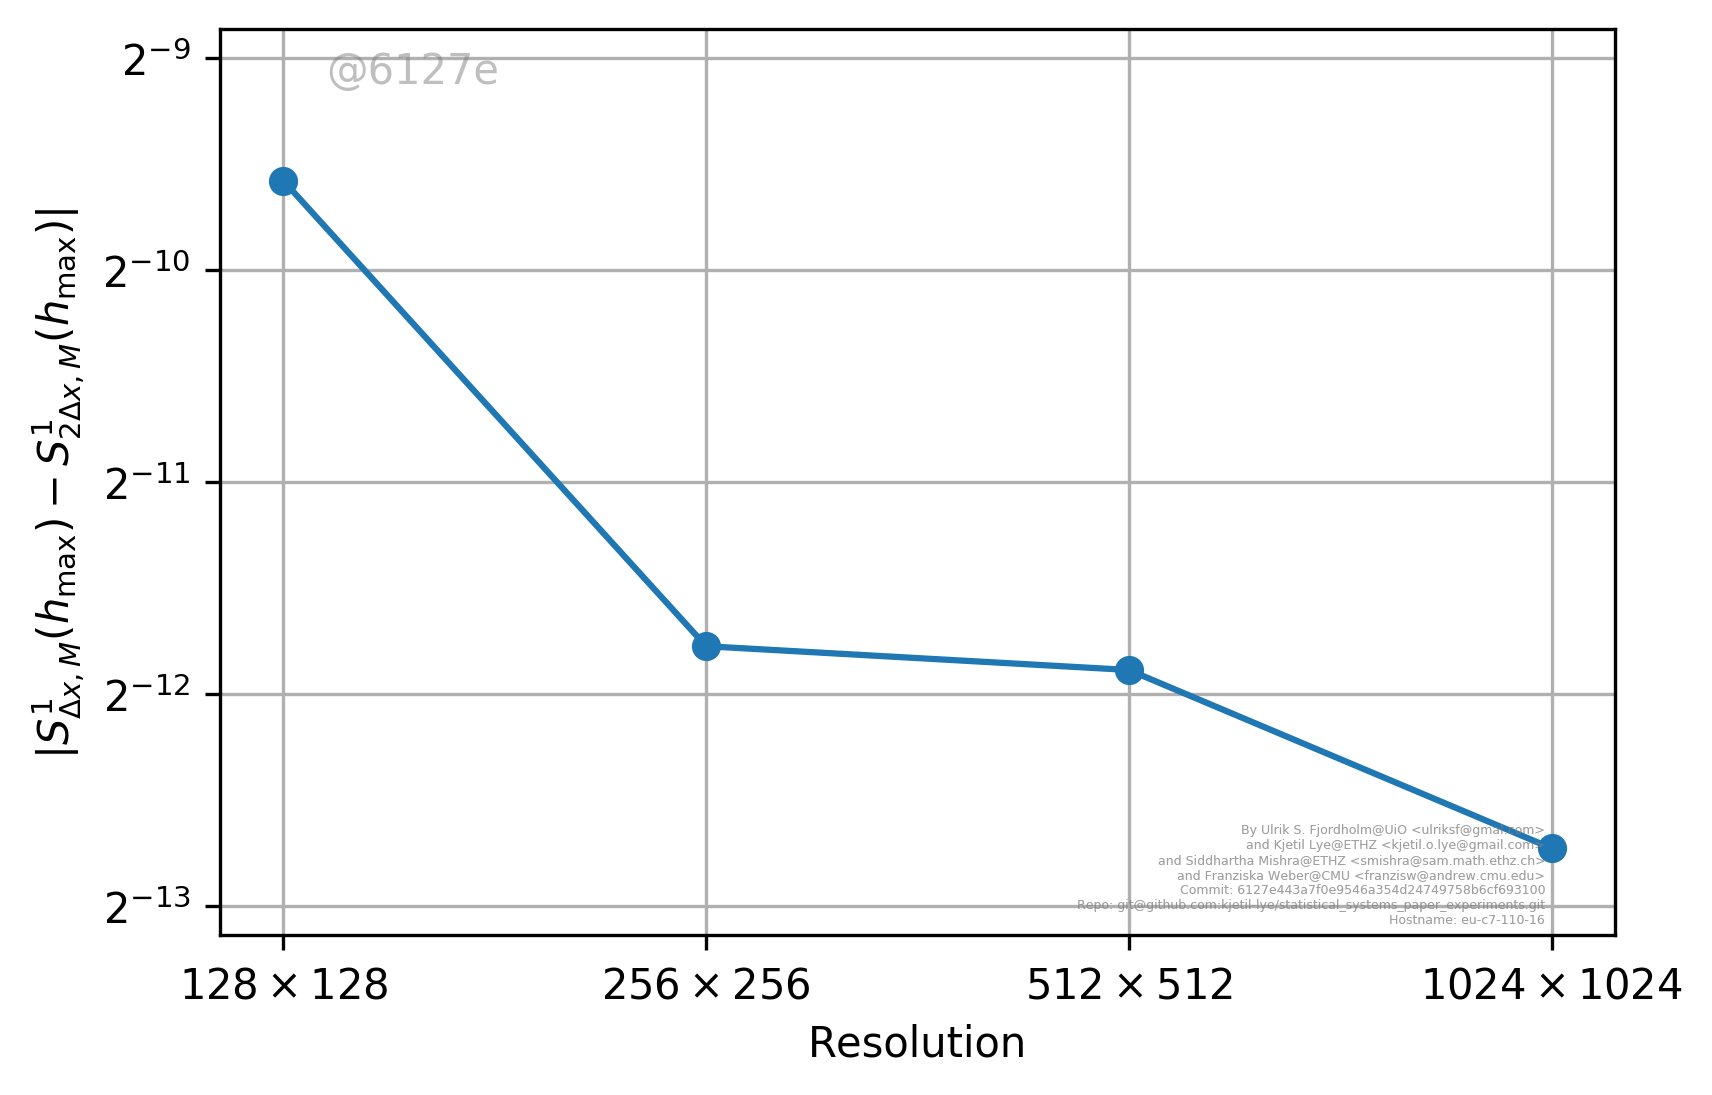 2⁻⁹
@6127e
2⁻¹⁰
2⁻¹¹
2⁻¹²
2⁻¹³
|S¹_{Δx,M}(h_max) − S¹_{2Δx,M}(h_max)|
By Ulrik S. Fjordholm@UiO <ulriksf@gmail.com>
and Kjetil Lye@ETHZ <kjetil.o.lye@gmail.com>
and Siddhartha Mishra@ETHZ <smishra@sam.math.ethz.ch>
and Franziska Weber@CMU <franzisw@andrew.cmu.edu>
Commit: 6127e443a7f0e9546a354d24749758b6cf693100
Repo: git@github.com:kjetil-lye/statistical_systems_paper_experiments.git
Hostname: eu-c7-110-16
128 × 128
256 × 256
512 × 512
1024 × 1024
Resolution